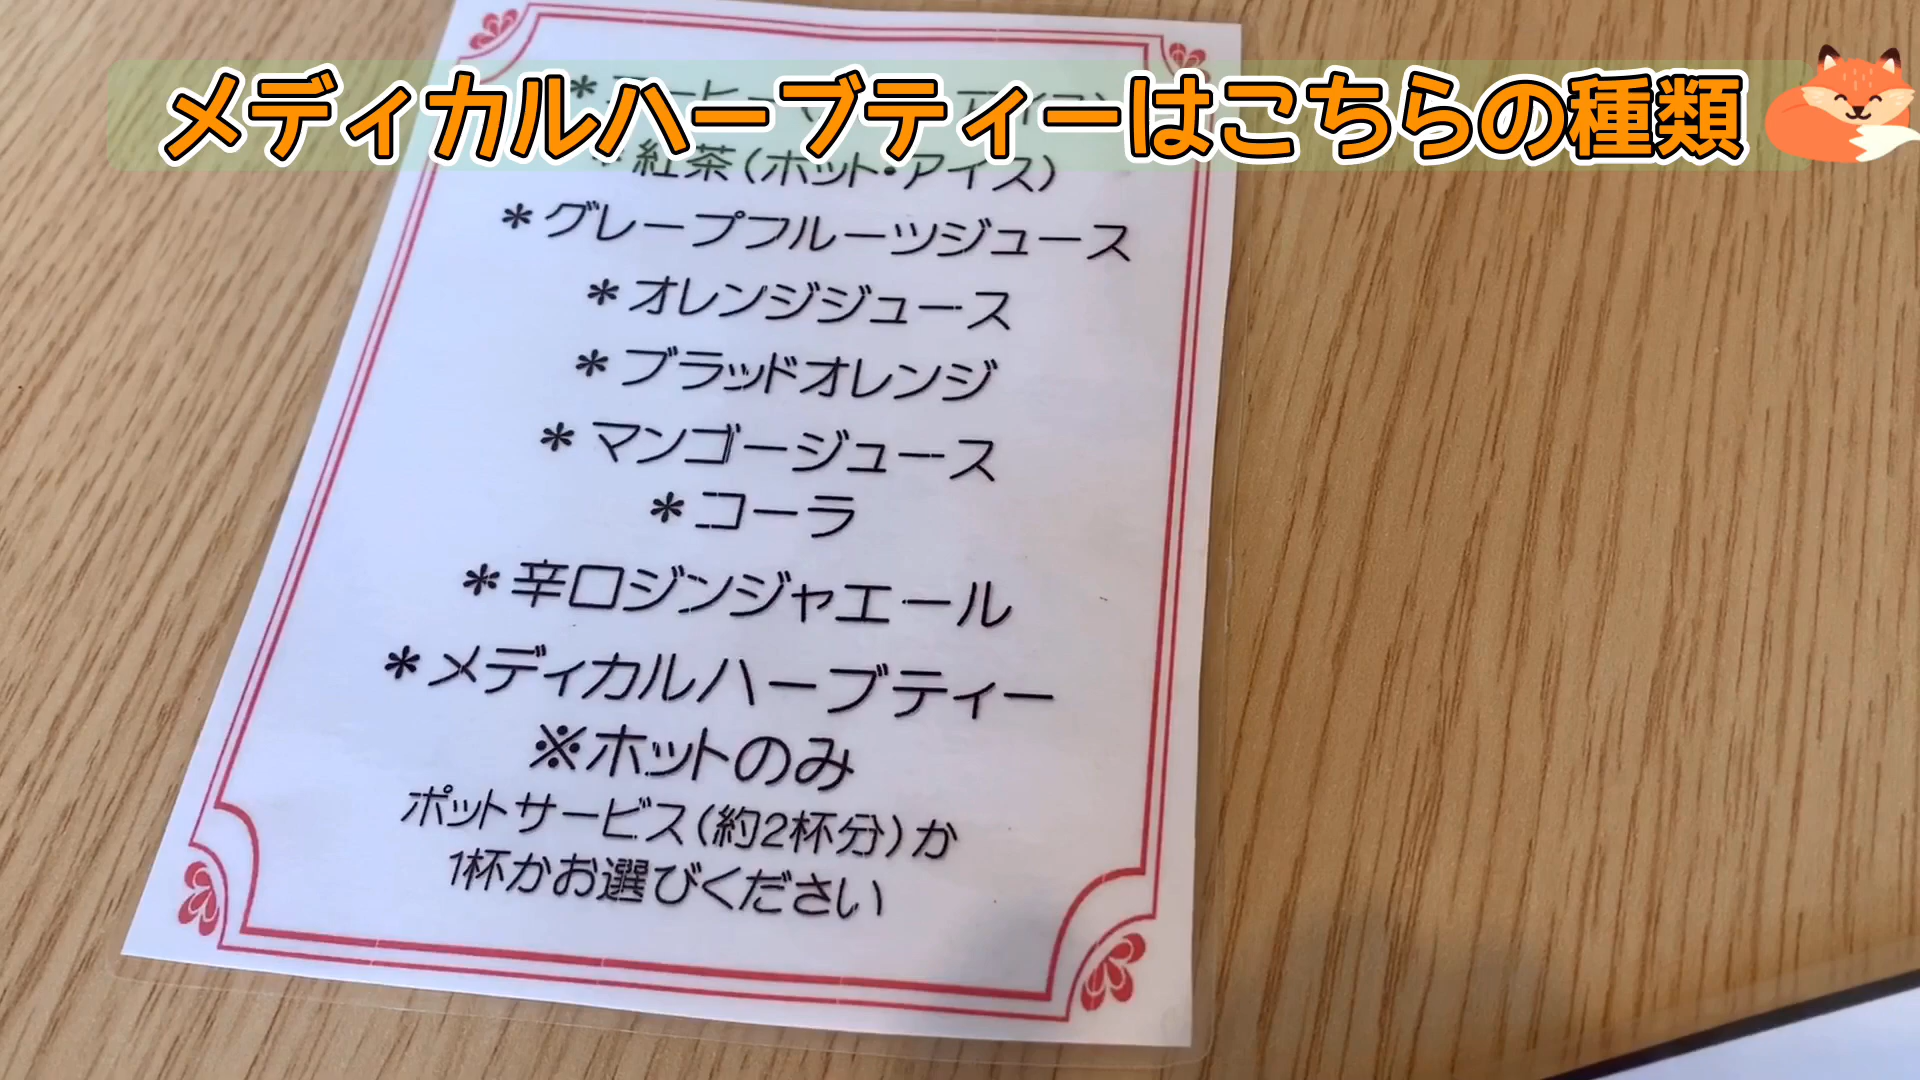 メディカルハーブティーはこちらの種類
*紅茶(ホット・アイス)
*グレープフルーツジュース
*オレンジジュース
*ブラッドオレンジ
*マンゴージュース
*コーラ
*辛口ジンジャエール
*メディカルハーブティー
※ホットのみ
ポットサービス(約2杯分)か
1杯かお選びください